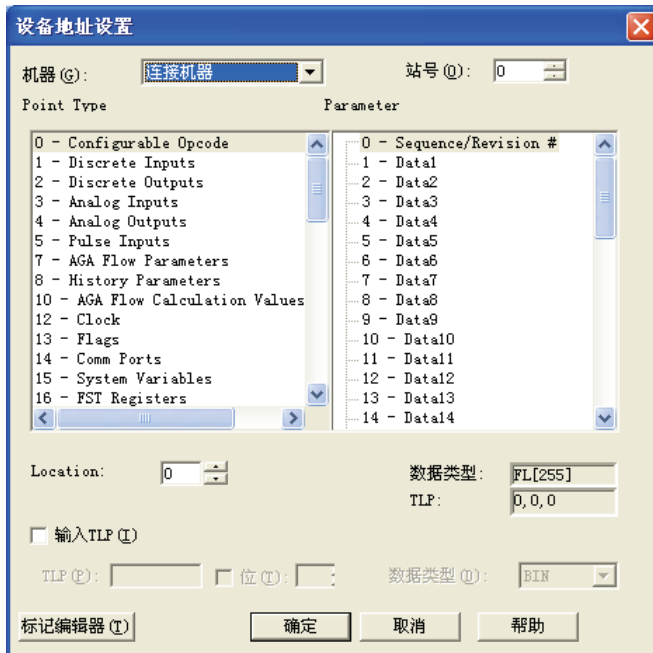 设备地址设置
机器(G): 连接机器 站号(O): 0
Point Type Parameter
0 - Configurable Opcode
1 - Discrete Inputs
2 - Discrete Outputs
3 - Analog Inputs
4 - Analog Outputs
5 - Pulse Inputs
7 - AGA Flow Parameters
8 - History Parameters
10 - AGA Flow Calculation Values
12 - Clock
13 - Flags
14 - Comm Ports
15 - System Variables
16 - FST Registers
0 - Sequence/Revision #
1 - Data1
2 - Data2
3 - Data3
4 - Data4
5 - Data5
6 - Data6
7 - Data7
8 - Data8
9 - Data9
10 - Data10
11 - Data11
12 - Data12
13 - Data13
14 - Data14
Location: 0 数据类型: FL[255]
TLP: 0,0,0
输入TLP(I)
TLP(P): 位(T): 数据类型(D): BIN
标记编辑器(T) 确定 取消 帮助